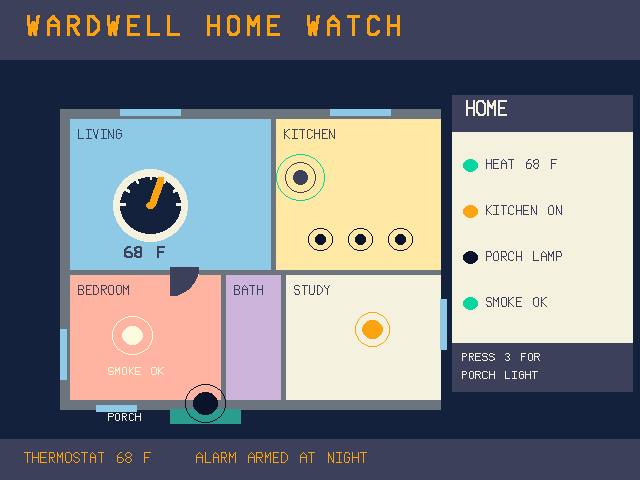 WARDWELL HOME WATCH
HOME
LIVING
KITCHEN
HEAT 68 F
KITCHEN ON
68 F
PORCH LAMP
BEDROOM
BATH
STUDY
SMOKE OK
SMOKE OK
PRESS 3 FOR
PORCH LIGHT
PORCH
THERMOSTAT 68 F
ALARM ARMED AT NIGHT